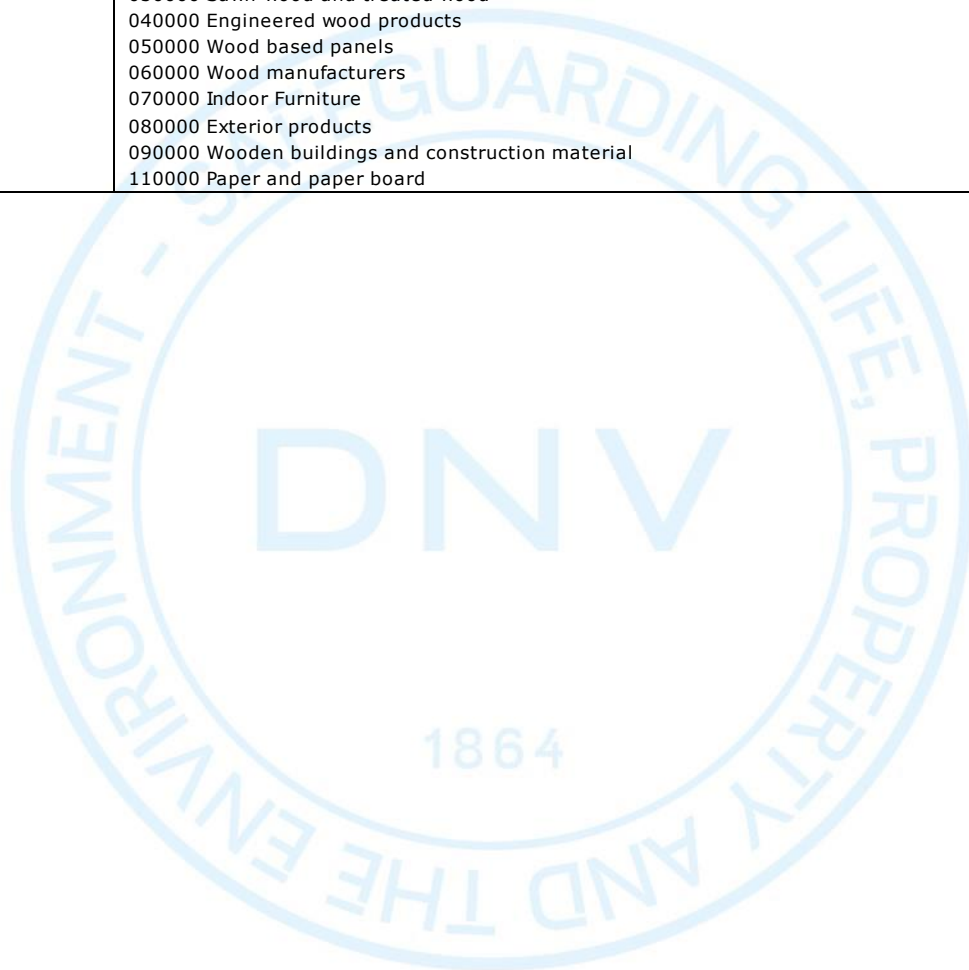 040000 Engineered wood products
050000 Wood based panels
060000 Wood manufacturers
070000 Indoor Furniture
080000 Exterior products
090000 Wooden buildings and construction material
110000 Paper and paper board
SAFEGUARDING LIFE, PROPERTY AND THE ENVIRONMENT -
DNV
1864